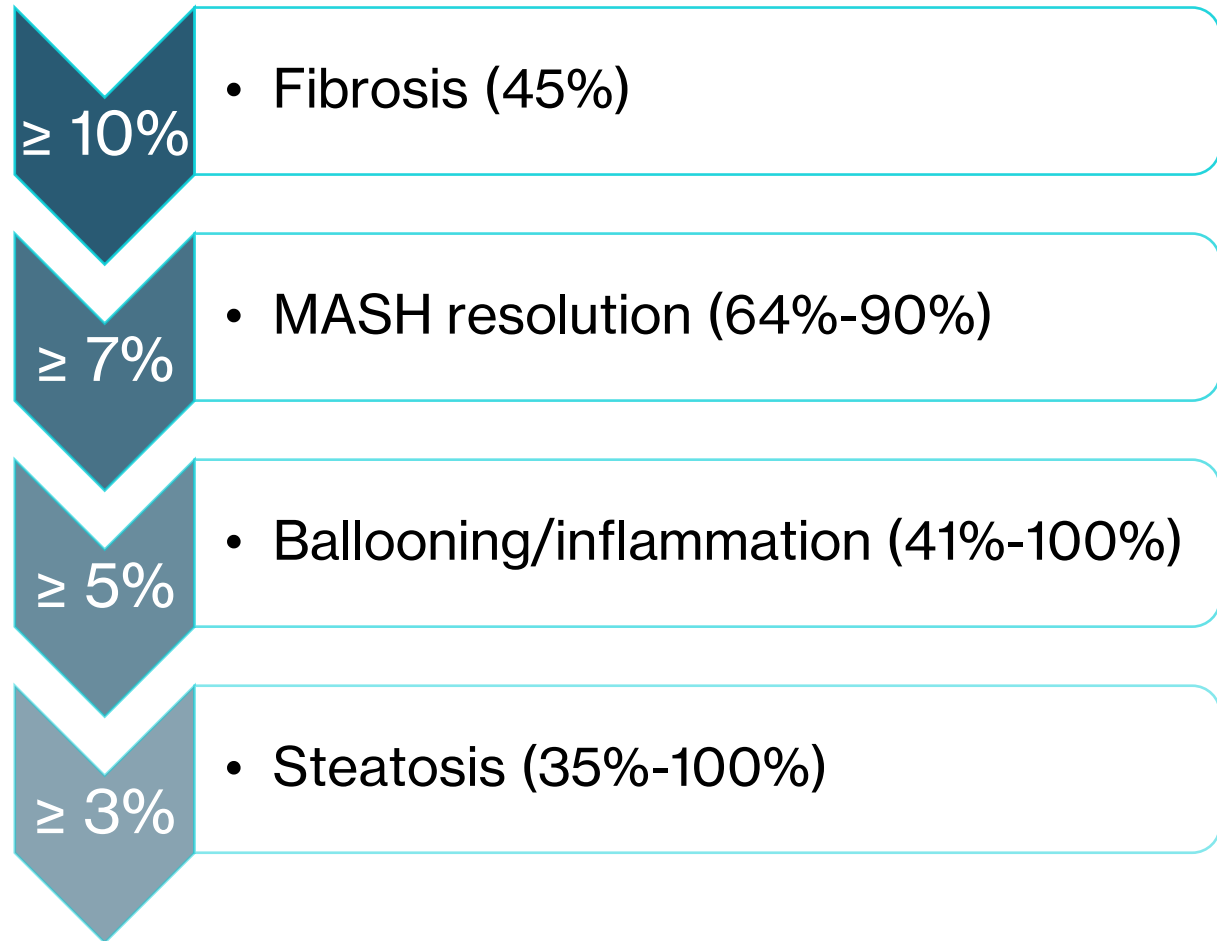 ≥ 10%
• Fibrosis (45%)
≥ 7%
• MASH resolution (64%-90%)
≥ 5%
• Ballooning/inflammation (41%-100%)
≥ 3%
• Steatosis (35%-100%)